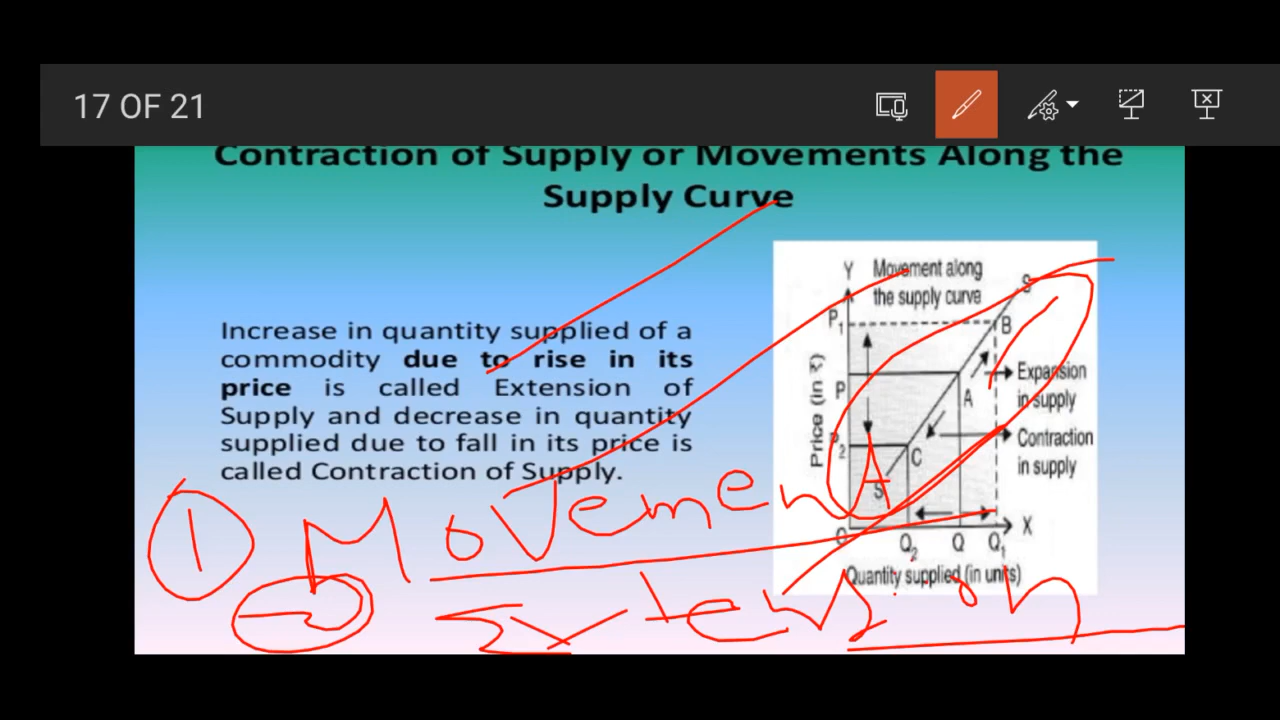 17 OF 21
Contraction of Supply or Movements Along the
Supply Curve
Increase in quantity supplied of a
commodity due to rise in its
price is called Extension of
Supply and decrease in quantity
supplied due to fall in its price is
called Contraction of Supply.
Y Movement along
the supply curve
S
P1
B
Expansion
in supply
P
A
Price (in ₹)
Contraction
in supply
P2
C
S
O
X
Q2 Q Q1
Quantity supplied (in units)
1 Movemen
Extension